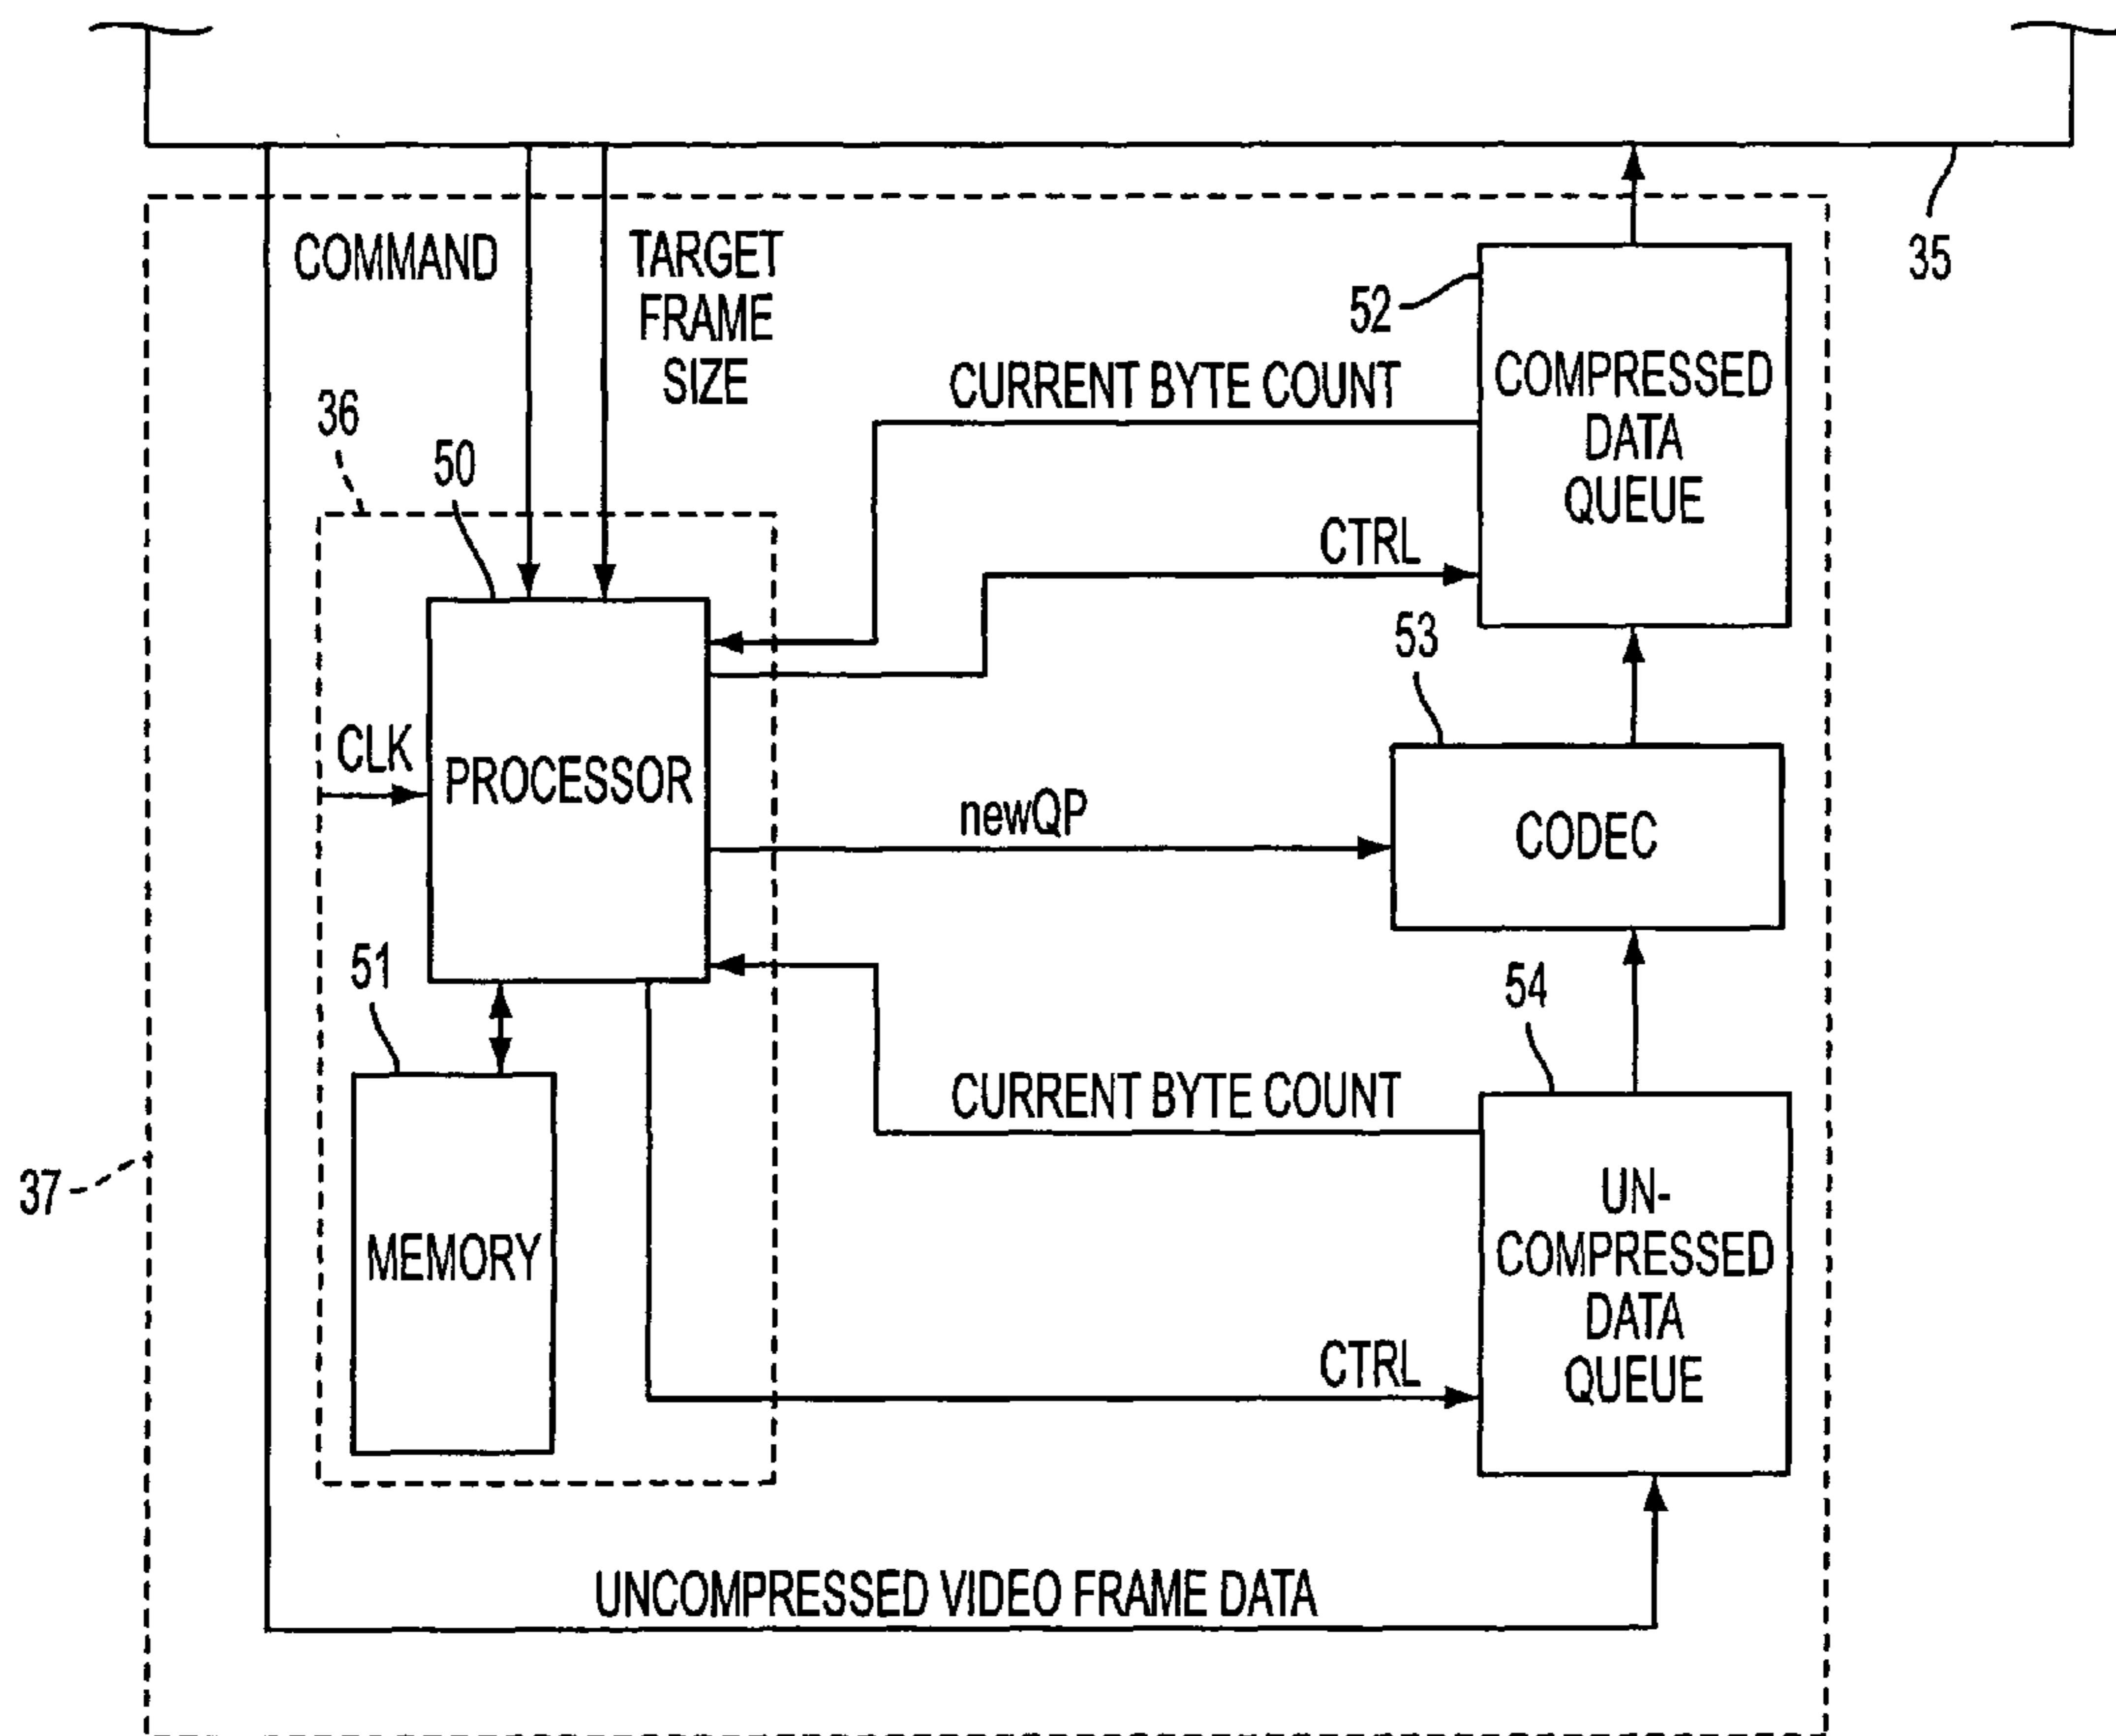 COMMAND
TARGET
FRAME
SIZE
35
52
COMPRESSED
DATA
QUEUE
CURRENT BYTE COUNT
36
50
CTRL
53
CLK
PROCESSOR
newQP
CODEC
51
54
CURRENT BYTE COUNT
37
MEMORY
UN-
COMPRESSED
DATA
QUEUE
CTRL
UNCOMPRESSED VIDEO FRAME DATA